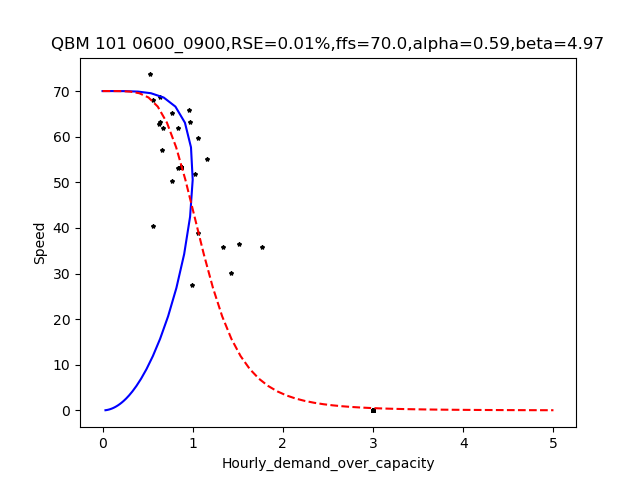 QBM 101 0600_0900,RSE=0.01%,ffs=70.0,alpha=0.59,beta=4.97
70
60
50
40
30
20
10
0
Speed
0 1 2 3 4 5
Hourly_demand_over_capacity